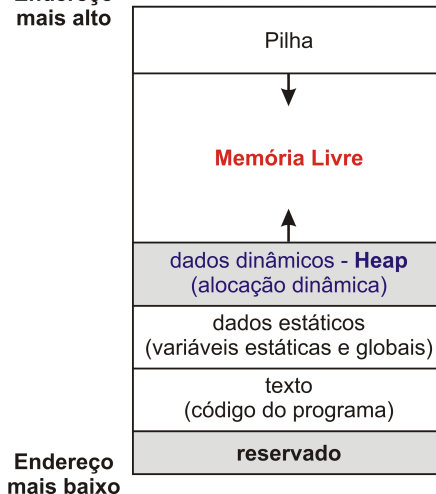 Endereço
mais alto
Pilha
Memória Livre
dados dinâmicos - Heap
(alocação dinâmica)
dados estáticos
(variáveis estáticas e globais)
texto
(código do programa)
reservado
Endereço
mais baixo